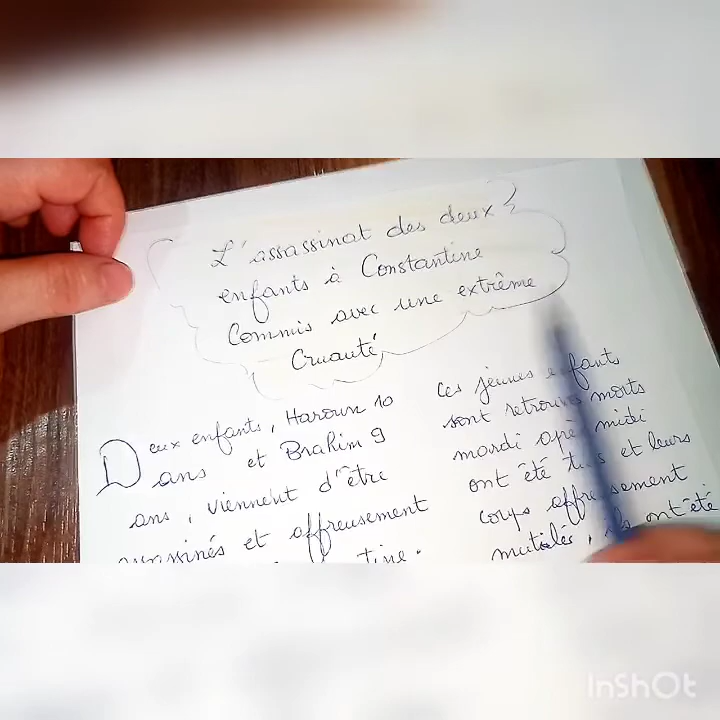 L'assassinat des deux
enfants à Constantine
Commis avec une extrême
Cruauté
Deux enfants, Haroun 10
ans et Brahim 9
ans, viennent d'être
assassinés et affreusement
tine.
Ces jeunes enfants
sont retrouvés morts
mardi après midi
ont été tués et leurs
corps affreusement
mutilés, ils ont été
InShOt